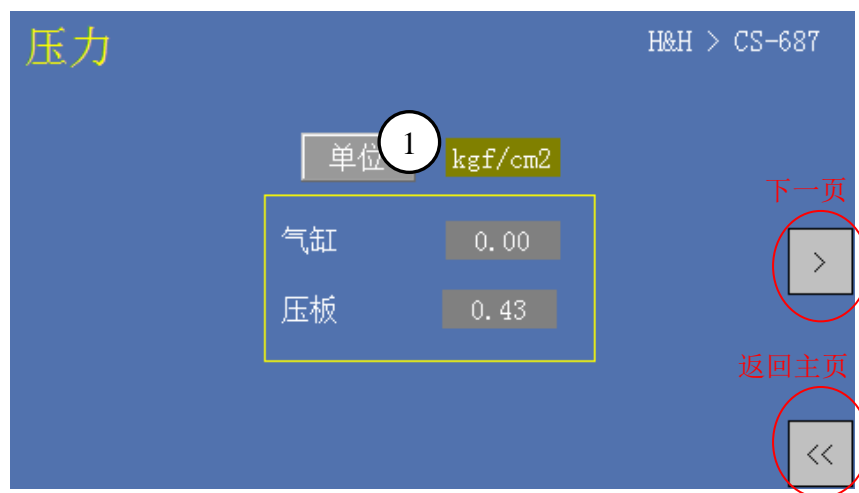 压力
H&H > CS-687
单位
1
kgf/cm2
下一页
气缸
0.00
>
压板
0.43
返回主页
<<